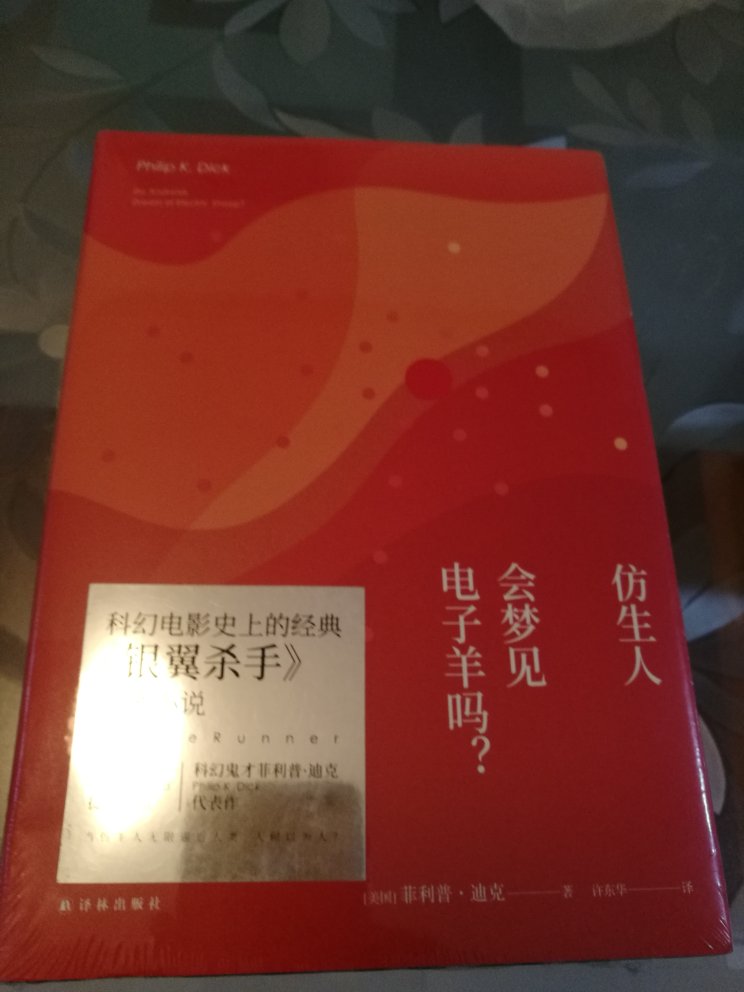 Philip K. Dick
仿生人
会梦见
电子羊吗？
科幻电影史上的经典
银翼杀手》
说
eRunner
科幻鬼才菲利普·迪克
Philip K. Dick
代表作
[美国] 菲利普·迪克——著 许东华——译
译林出版社